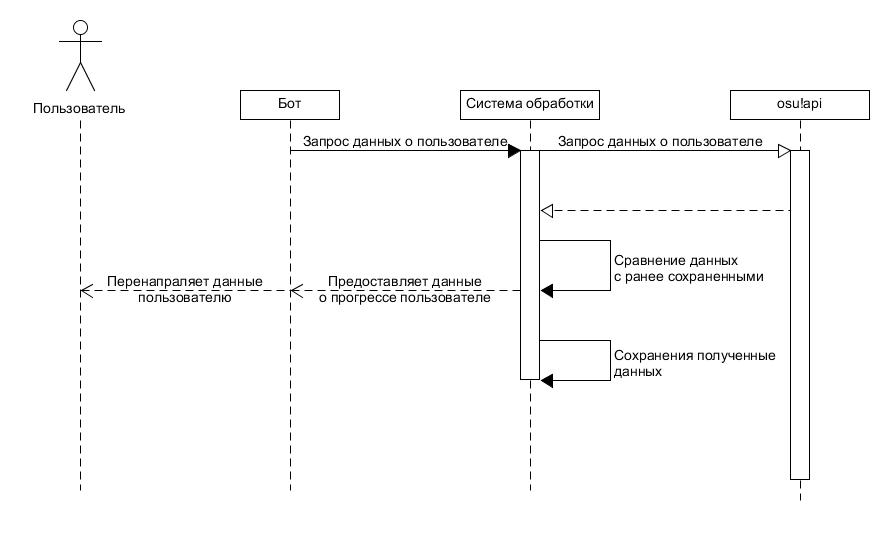 Пользователь
Бот
Система обработки
osu!api
Запрос данных о пользователе
Запрос данных о пользователе
Сравнение данных
с ранее сохраненными
Перенапраляет данные
пользователю
Предоставляет данные
о прогрессе пользователе
Сохранения полученные
данных